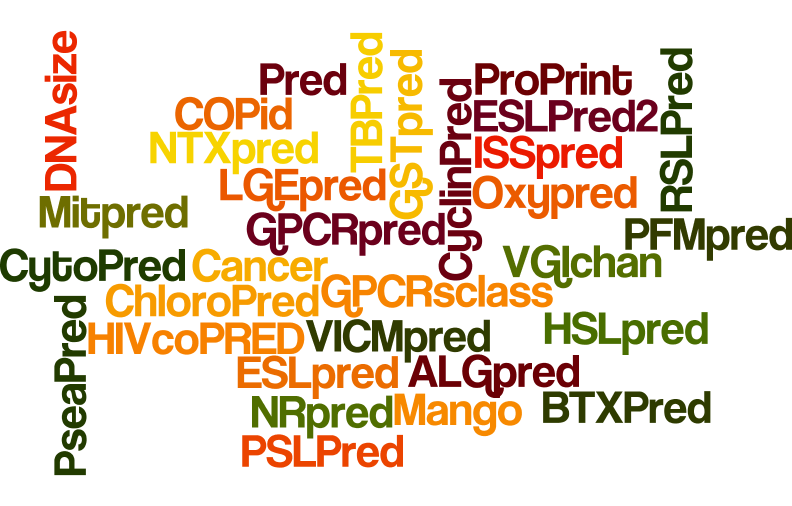 DNAsize
Pred
TBPred
GSTpred
CyclinPred
ProPrint
RSLPred
COPid
ESLPred2
NTXpred
ISSpred
LGEpred
Oxypred
Mitpred
GPCRpred
PFMpred
CytoPred
Cancer
VGIchan
ChloroPred
GPCRsclass
PseaPred
HIVcoPRED
VICMpred
HSLpred
ESLpred
ALGpred
NRpred
Mango
BTXPred
PSLPred